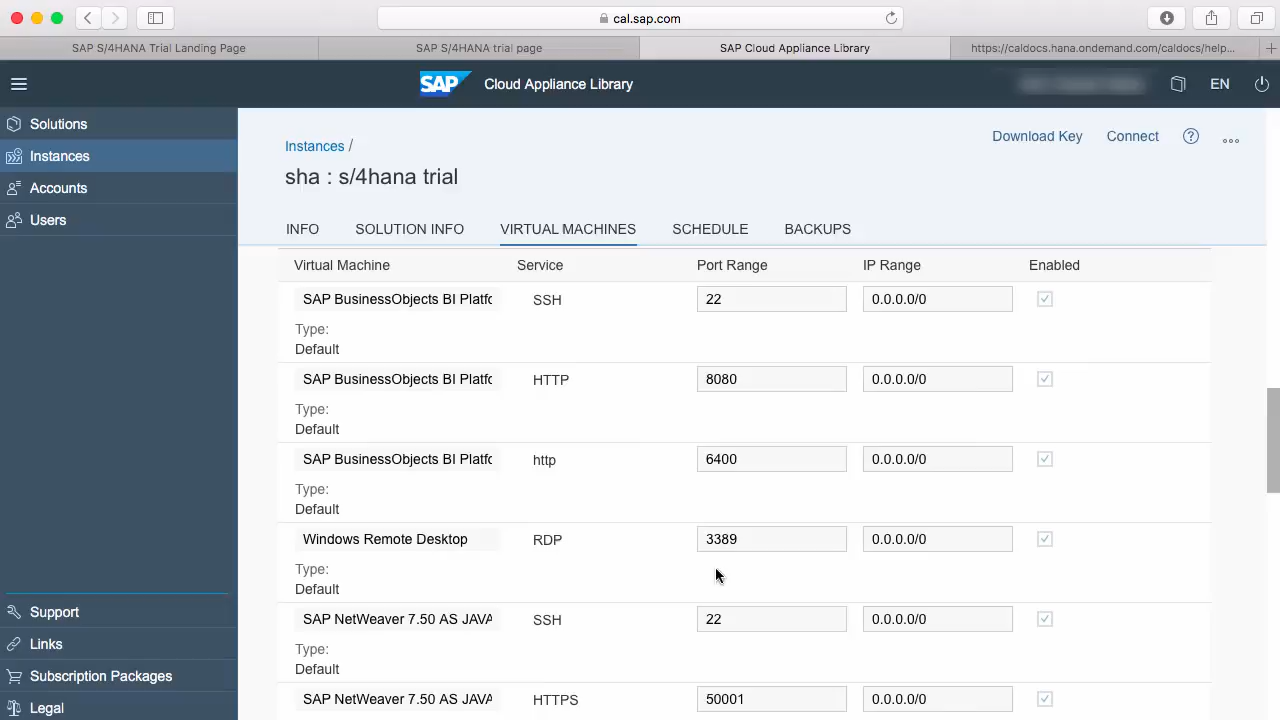 cal.sap.com
SAP S/4HANA Trial Landing Page
SAP S/4HANA trial page
SAP Cloud Appliance Library
https://caldocs.hana.ondemand.com/caldocs/help...
SAP Cloud Appliance Library
EN
Solutions
Instances
Accounts
Users
Support
Links
Subscription Packages
Legal
Instances /
Download Key Connect
sha : s/4hana trial
INFO SOLUTION INFO VIRTUAL MACHINES SCHEDULE BACKUPS
Virtual Machine Service Port Range IP Range Enabled
SAP BusinessObjects BI Platfo SSH 22 0.0.0.0/0
Type:
Default
SAP BusinessObjects BI Platfo HTTP 8080 0.0.0.0/0
Type:
Default
SAP BusinessObjects BI Platfo http 6400 0.0.0.0/0
Type:
Default
Windows Remote Desktop RDP 3389 0.0.0.0/0
Type:
Default
SAP NetWeaver 7.50 AS JAVA SSH 22 0.0.0.0/0
Type:
Default
SAP NetWeaver 7.50 AS JAVA HTTPS 50001 0.0.0.0/0